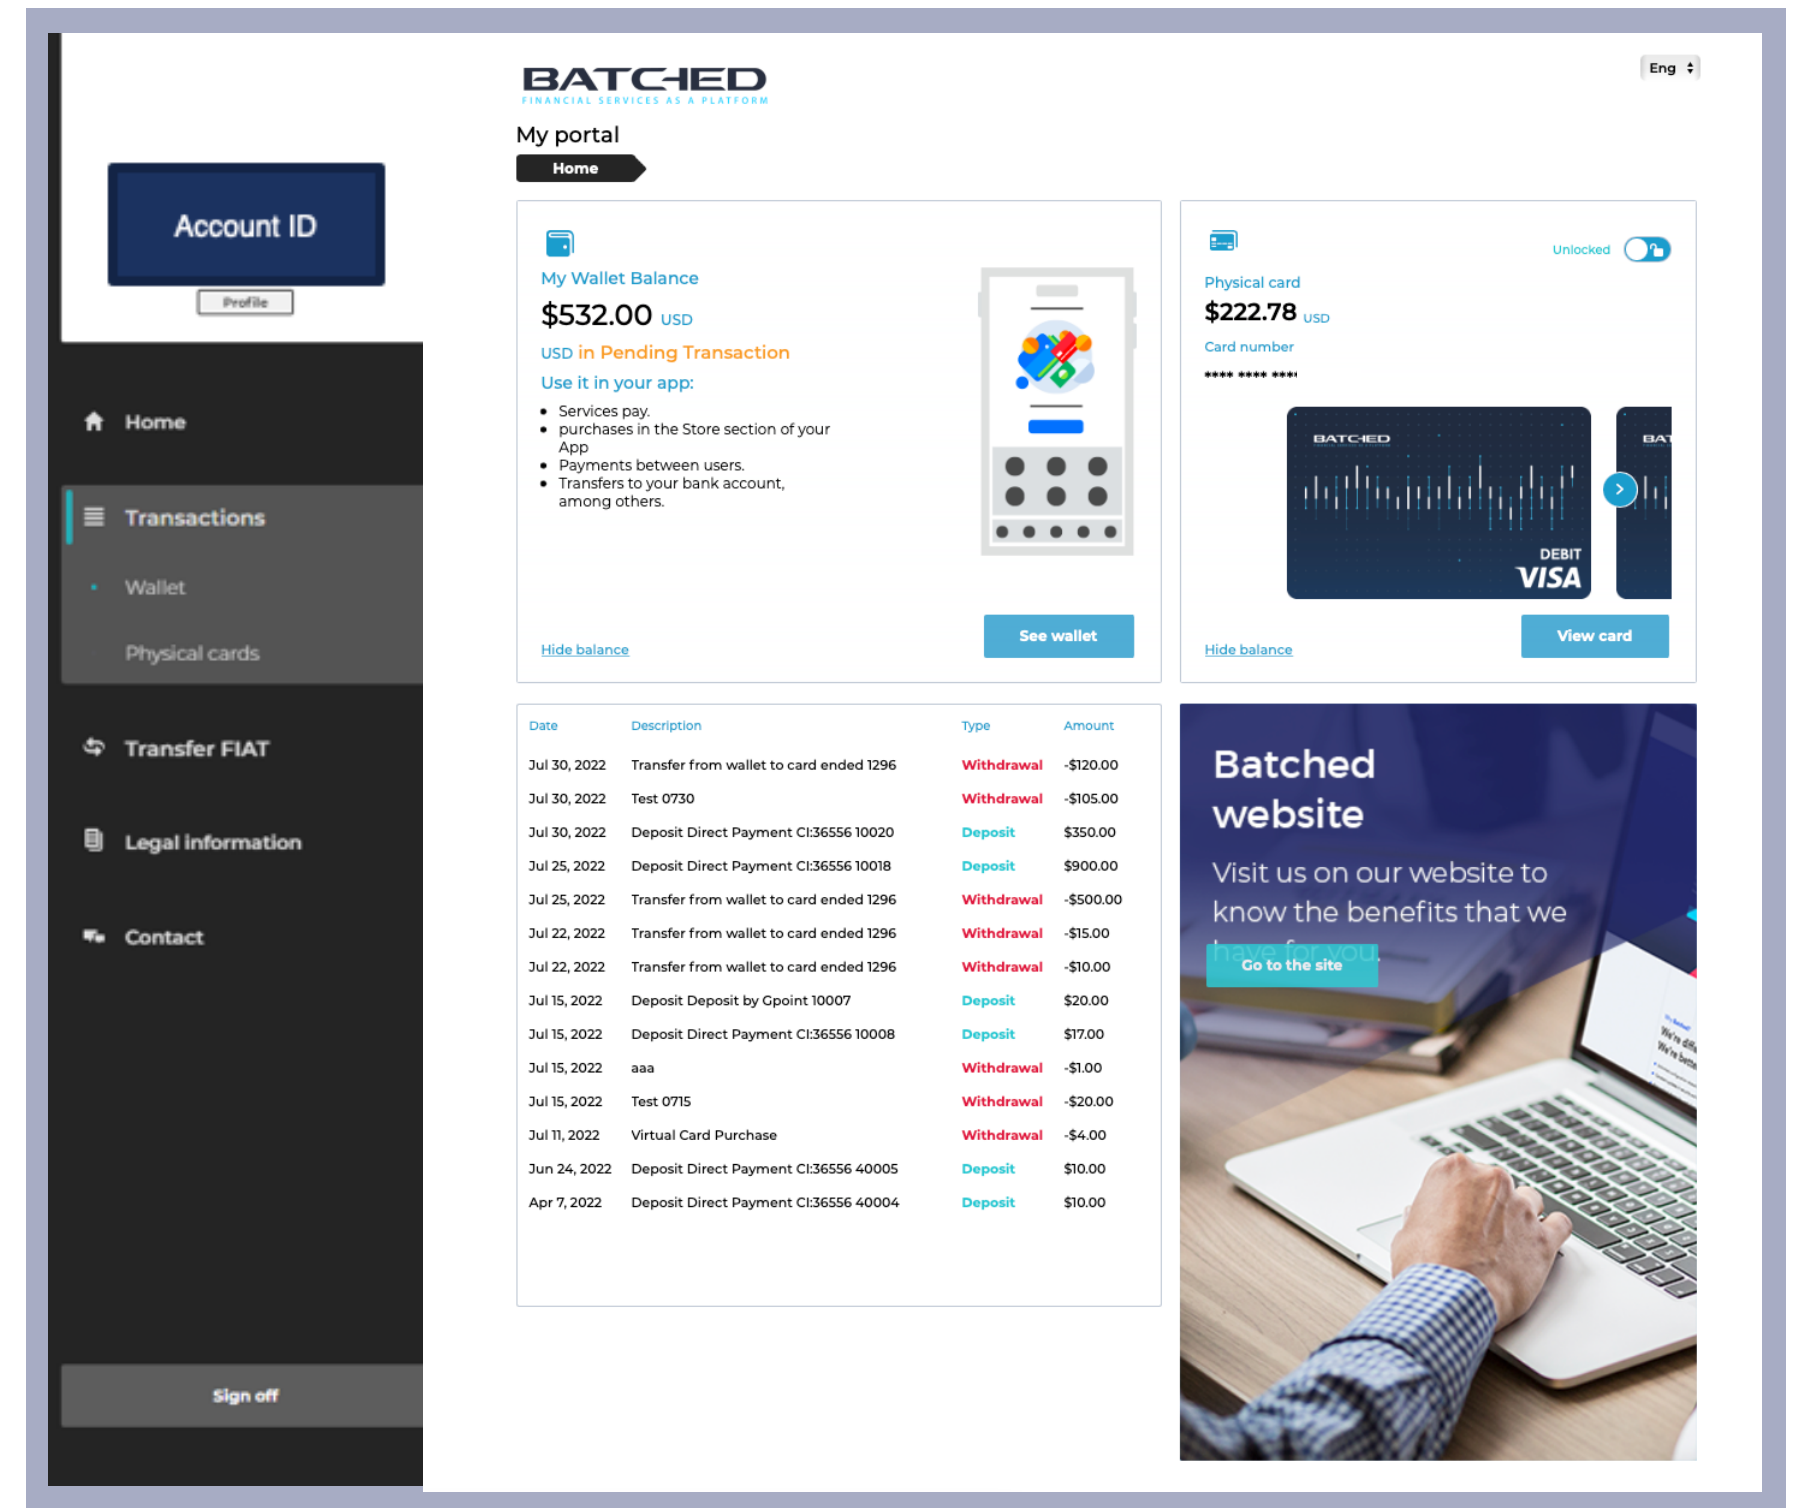 Account ID
Profile
Home
Transactions
Wallet
Physical cards
Transfer FIAT
Legal information
Contact
Sign off
BATCHED
FINANCIAL SERVICES AS A PLATFORM
Eng
My portal
Home
My Wallet Balance
$532.00 USD
USD in Pending Transaction
Use it in your app:
• Services pay.
• purchases in the Store section of your
App
• Payments between users.
• Transfers to your bank account,
among others.
Hide balance
See wallet
Unlocked
Physical card
$222.78 USD
Card number
**** **** ****
BATCHED
DEBIT
VISA
BAT
Hide balance
View card
Date Description Type Amount
Jul 30, 2022 Transfer from wallet to card ended 1296 Withdrawal -$120.00
Jul 30, 2022 Test 0730 Withdrawal -$105.00
Jul 30, 2022 Deposit Direct Payment CI:36556 10020 Deposit $350.00
Jul 25, 2022 Deposit Direct Payment CI:36556 10018 Deposit $900.00
Jul 25, 2022 Transfer from wallet to card ended 1296 Withdrawal -$500.00
Jul 22, 2022 Transfer from wallet to card ended 1296 Withdrawal -$15.00
Jul 22, 2022 Transfer from wallet to card ended 1296 Withdrawal -$10.00
Jul 15, 2022 Deposit Deposit by Gpoint 10007 Deposit $20.00
Jul 15, 2022 Deposit Direct Payment CI:36556 10008 Deposit $17.00
Jul 15, 2022 aaa Withdrawal -$1.00
Jul 15, 2022 Test 0715 Withdrawal -$20.00
Jul 11, 2022 Virtual Card Purchase Withdrawal -$4.00
Jun 24, 2022 Deposit Direct Payment CI:36556 40005 Deposit $10.00
Apr 7, 2022 Deposit Direct Payment CI:36556 40004 Deposit $10.00
Batched
website
Visit us on our website to
know the benefits that we
have for you.
Go to the site
We're diffe
We're bette